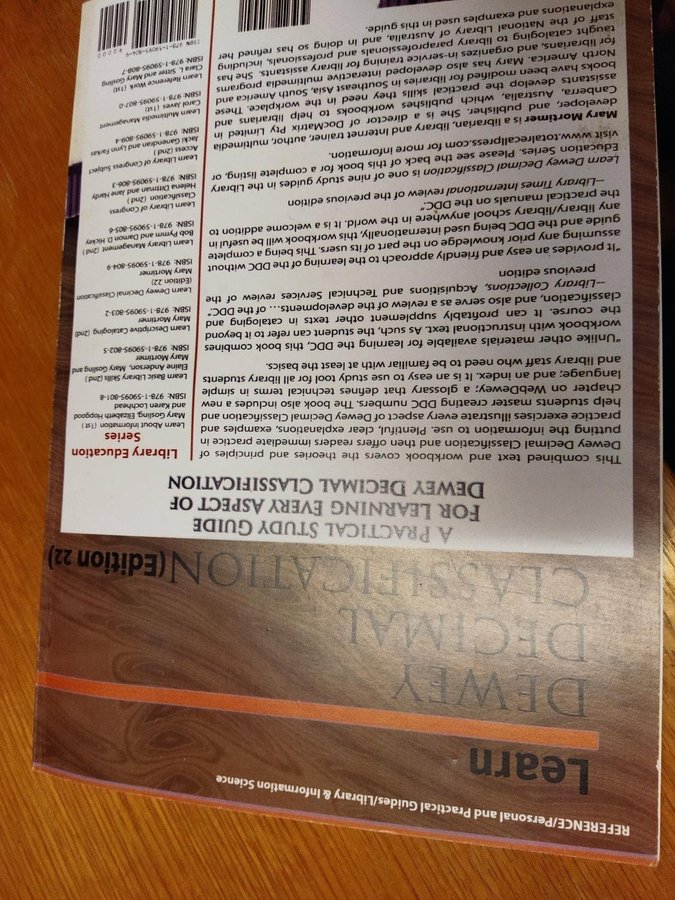 REFERENCE/Personal and Practical Guides/Library & Information Science
Learn
DEWEY
DECIMAL
CLASSIFICATION (Edition 22)
A PRACTICAL STUDY GUIDE
FOR LEARNING EVERY ASPECT OF
DEWEY DECIMAL CLASSIFICATION
This combined text and workbook covers the theories and principles of
Dewey Decimal Classification and then offers readers immediate practice in
putting the information to use. Plentiful, clear explanations, examples and
practice exercises illustrate every aspect of Dewey Decimal Classification and
help students master creating DDC numbers. The book also includes a new
chapter on WebDewey; a glossary that defines technical terms in simple
language; and an index. It is an easy to use study tool for all library students
and library staff who need to be familiar with at least the basics.
"Unlike other materials available for learning the DDC, this book combines
workbook with instructional text. As such, the student can refer to it beyond
the course. It can profitably supplement other texts in cataloging and
classification, and also serve as a review of the developments... of the DDC."
—Library Collections, Acquisitions and Technical Services review of the
previous edition
"It provides an easy and friendly approach to the learning of the DDC without
assuming any prior knowledge on the part of its users. This being a complete
guide and the DDC being used internationally, this workbook will be useful in
any library/library school anywhere in the world. It is a welcome addition to
the practical manuals on the DDC."
—Library Times International review of the previous edition
Learn Dewey Decimal Classification is one of nine study guides in the Library
Education Series. Please see the back of this book for a complete listing, or
visit www.totalrecallpress.com for more information.
Mary Mortimer is a librarian, library and Internet trainer, author, multimedia
developer, and publisher. She is a director of DocMatrix Pty Limited in
Canberra, Australia, which publishes workbooks to help librarians and
assistants develop the practical skills they need in the workplace. These
books have been modified for libraries in Southeast Asia, South America and
North America. Mary has also developed interactive multimedia programs
for librarians, and organizes in-service training for library assistants. She has
taught cataloging to library paraprofessionals and professionals, including
staff of the National Library of Australia, and in doing so has refined her
explanations and examples used in this guide.
Library Education
Series
Learn About Information (1st)
Mary Gosling, Elizabeth Hopgood
and Karen Lochhead
ISBN: 978-1-59095-801-8
Learn Basic Library Skills (2nd)
Elaine Anderson, Mary Gosling and
Mary Mortimer
ISBN: 978-1-59095-802-5
Learn Descriptive Cataloging (2nd)
Mary Mortimer
ISBN: 978-1-59095-803-2
Learn Dewey Decimal Classification
(Edition 22)
Mary Mortimer
ISBN: 978-1-59095-804-9
Learn Library Management (2nd)
Bob Pymm and Damon D Hickey
ISBN: 978-1-59095-805-6
Learn Library of Congress
Classification (2nd)
Helena Dittmann and Jane Hardy
ISBN: 978-1-59095-806-3
Learn Library of Congress Subject
Access (2nd)
Jacki Ganendran and Lynn Farkas
ISBN: 978-1-59095-809-4
Learn Multimedia Management
Carol Javes (1st)
ISBN: 978-1-59095-807-0
Learn Reference Work (1st)
Clara Sitter and Mary Gosling
ISBN: 978-1-59095-808-7
ISBN 978-1-59095-804-9
90000